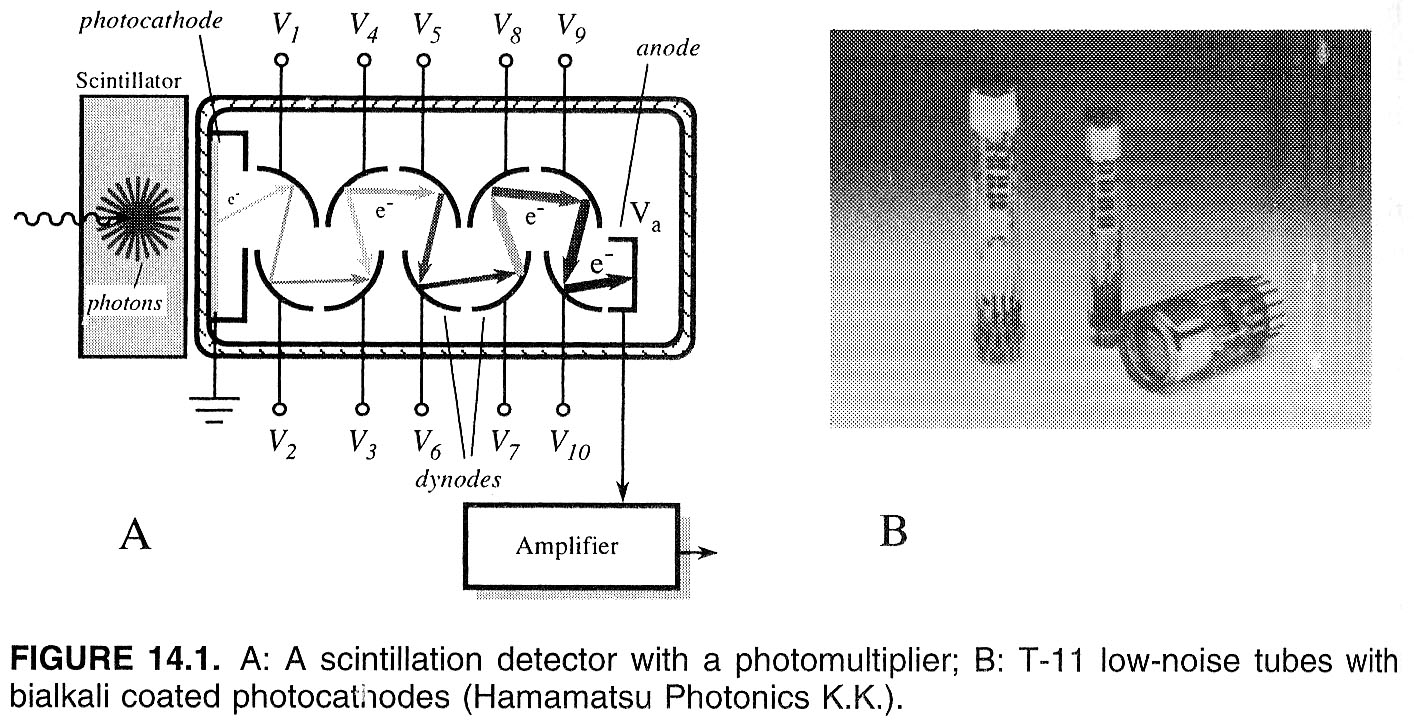 photocathode
V1 V4 V5 V8 V9
anode
Scintillator
e-
e-
e-
Va
e-
photons
V2 V3 V6 V7 V10
dynodes
A
Amplifier
B
FIGURE 14.1. A: A scintillation detector with a photomultiplier; B: T-11 low-noise tubes with
bialkali coated photocathodes (Hamamatsu Photonics K.K.).